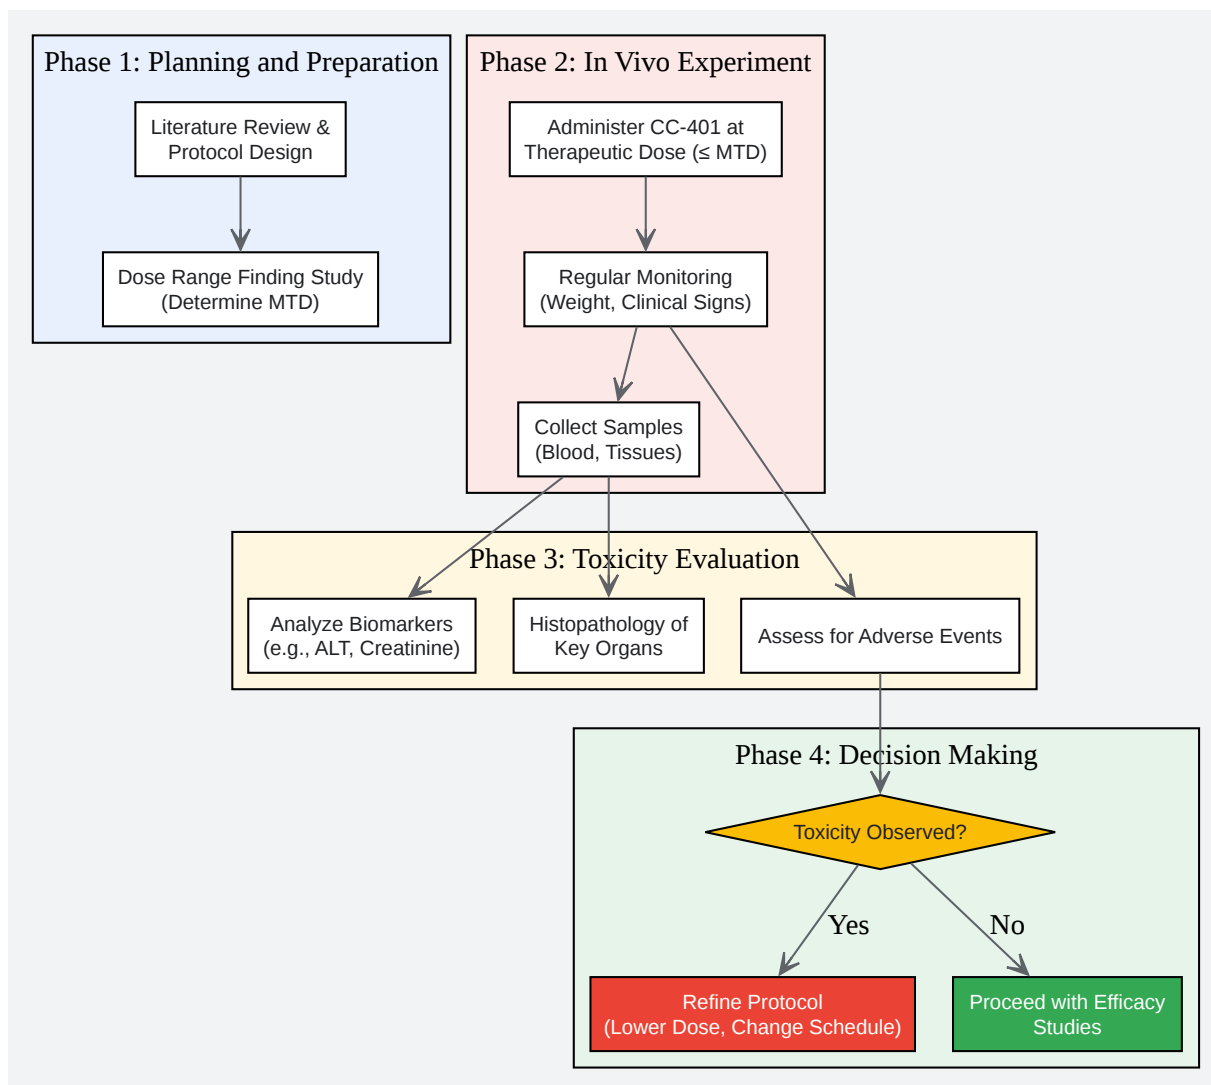 Phase 1: Planning and Preparation
Literature Review &
Protocol Design
Dose Range Finding Study
(Determine MTD)
Phase 2: In Vivo Experiment
Administer CC-401 at
Therapeutic Dose (≤ MTD)
Regular Monitoring
(Weight, Clinical Signs)
Collect Samples
(Blood, Tissues)
Phase 3: Toxicity Evaluation
Analyze Biomarkers
(e.g., ALT, Creatinine)
Histopathology of
Key Organs
Assess for Adverse Events
Phase 4: Decision Making
Toxicity Observed?
Yes
No
Refine Protocol
(Lower Dose, Change Schedule)
Proceed with Efficacy
Studies